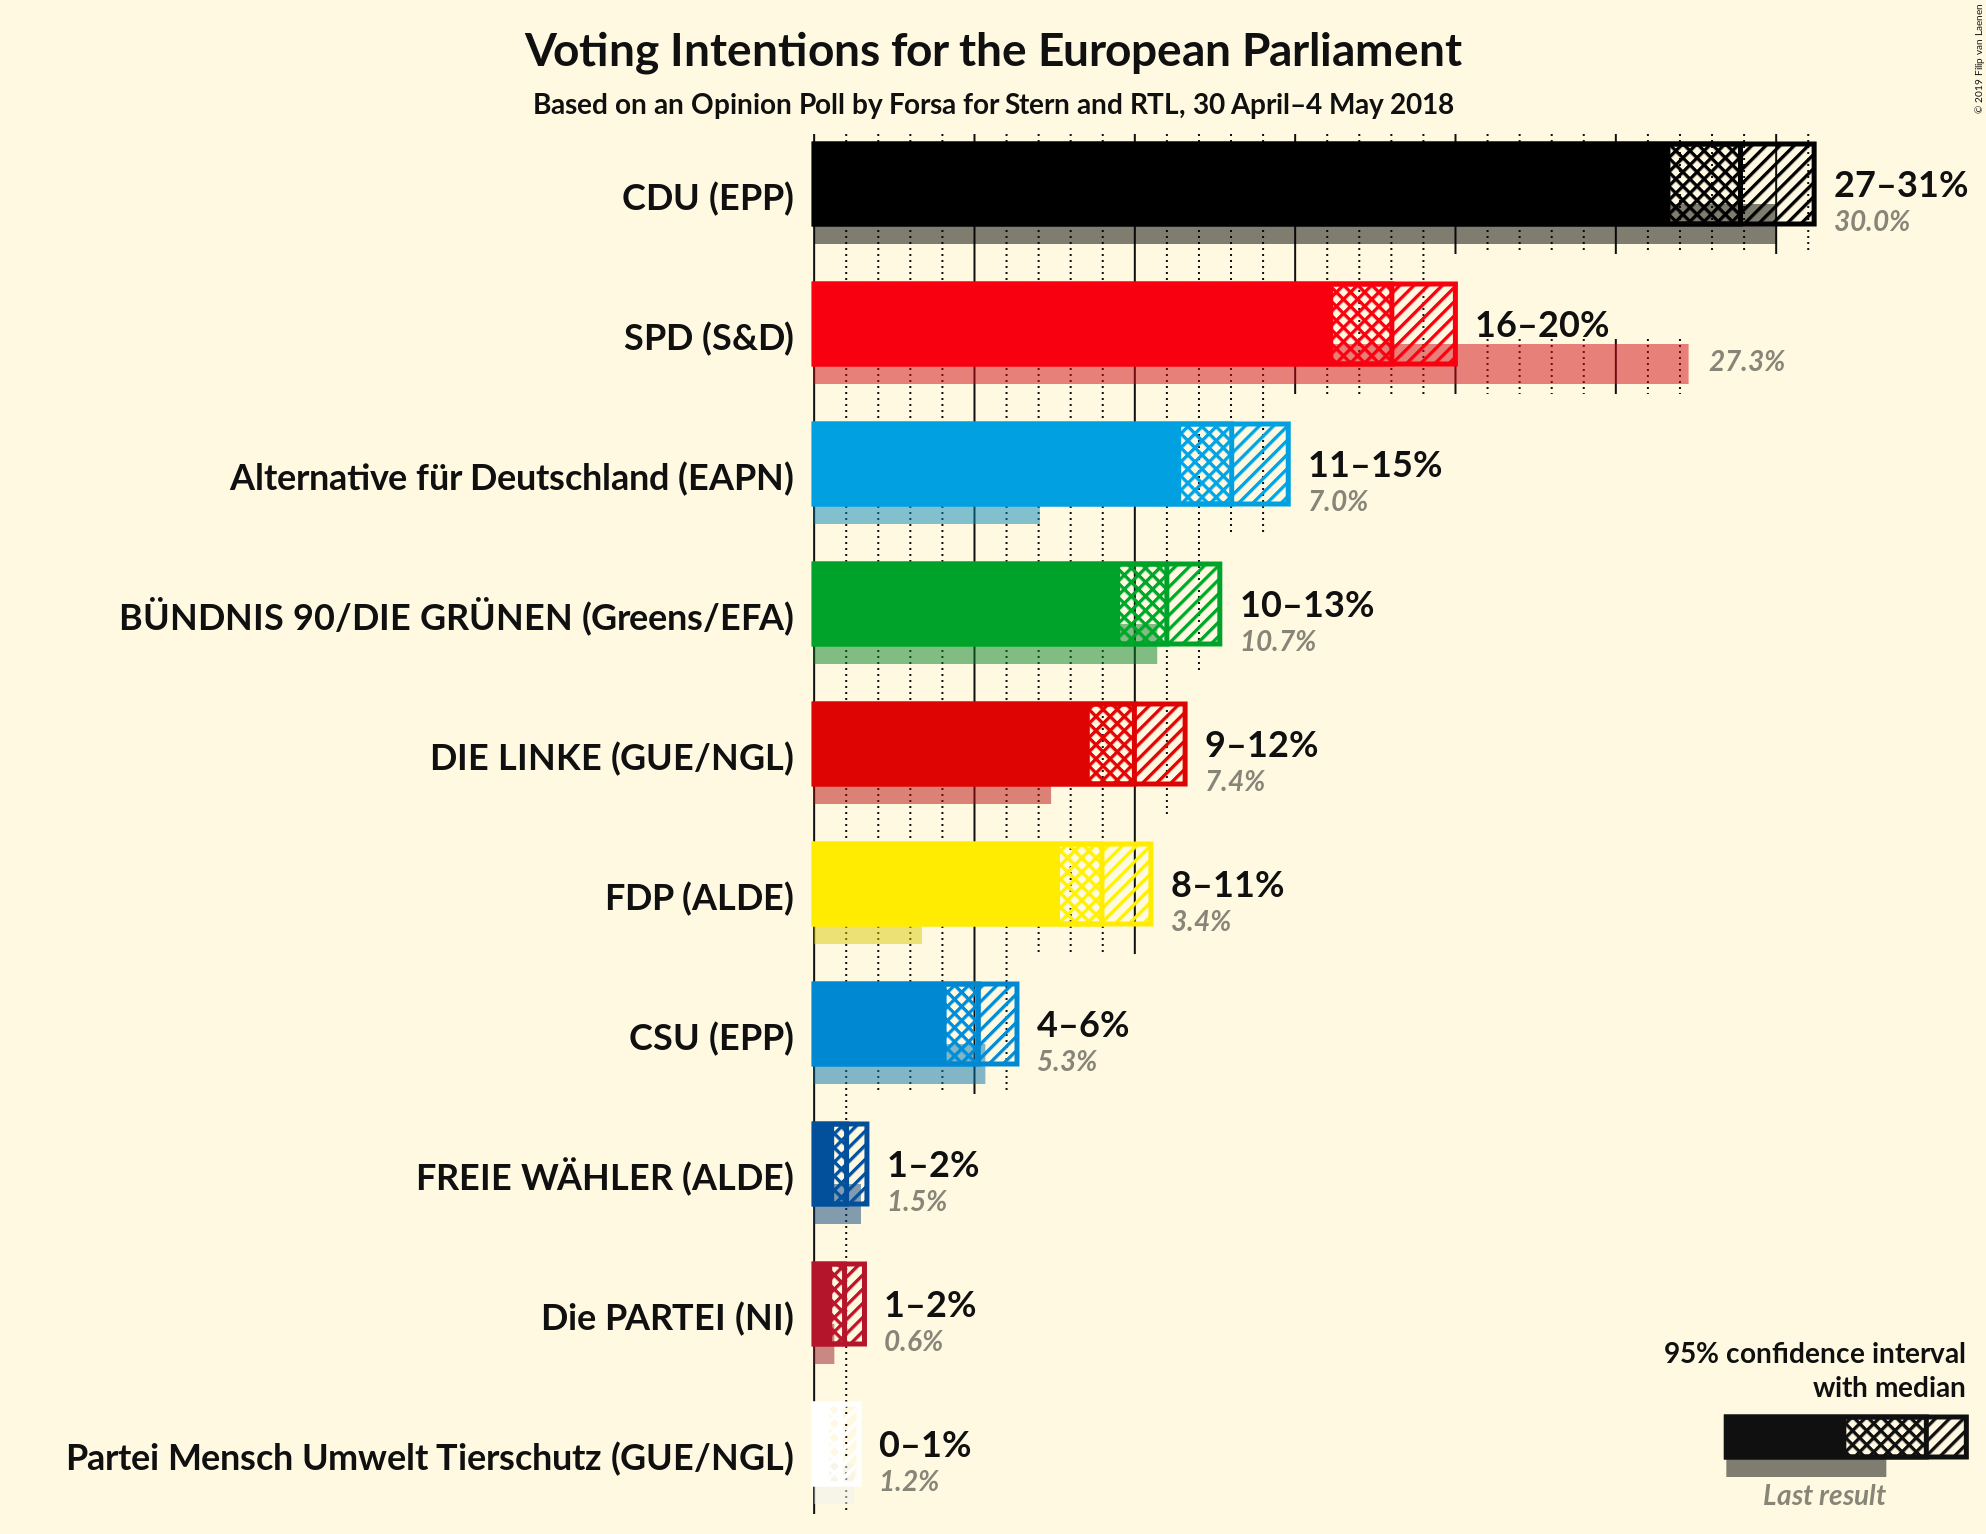 Voting Intentions for the European Parliament
Based on an Opinion Poll by Forsa for Stern and RTL, 30 April–4 May 2018
© 2019 Filip van Laenen
CDU (EPP)
27–31%
30.0%
SPD (S&D)
16–20%
27.3%
Alternative für Deutschland (EAPN)
11–15%
7.0%
BÜNDNIS 90/DIE GRÜNEN (Greens/EFA)
10–13%
10.7%
DIE LINKE (GUE/NGL)
9–12%
7.4%
FDP (ALDE)
8–11%
3.4%
CSU (EPP)
4–6%
5.3%
FREIE WÄHLER (ALDE)
1–2%
1.5%
Die PARTEI (NI)
1–2%
0.6%
Partei Mensch Umwelt Tierschutz (GUE/NGL)
0–1%
1.2%
95% confidence interval
with median
Last result